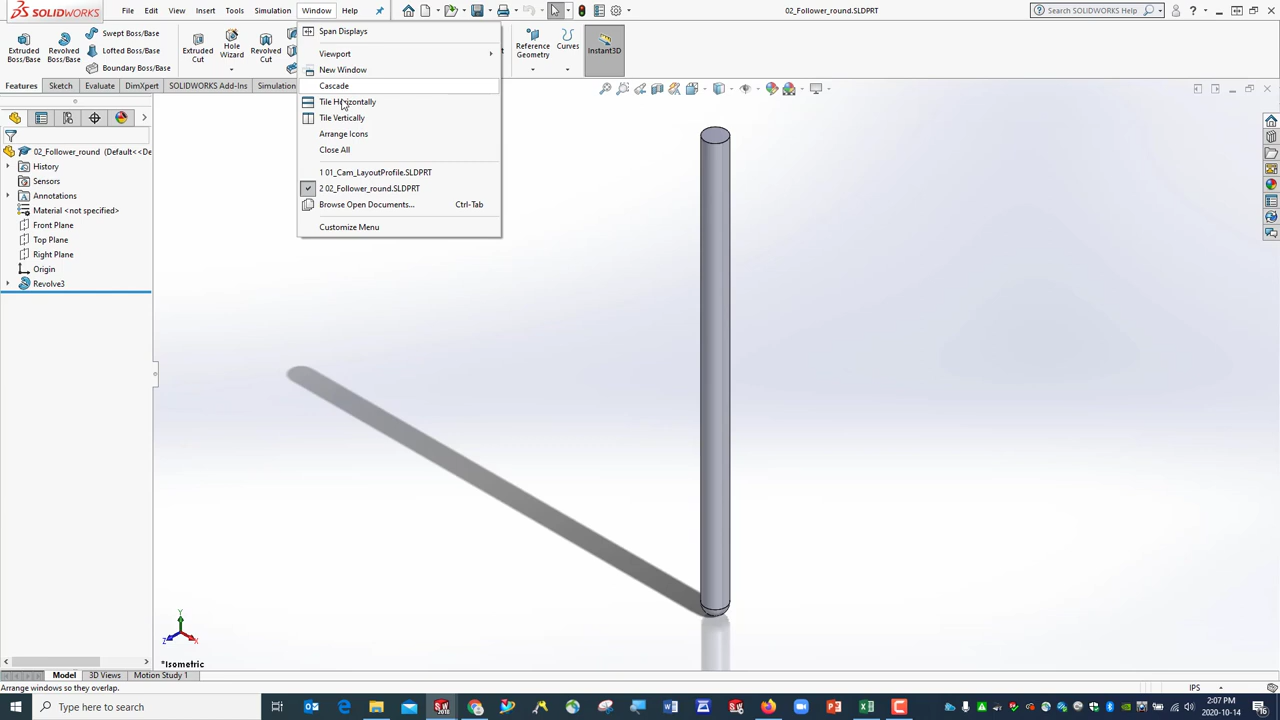 SOLIDWORKS
File
Edit
View
Insert
Tools
Simulation
Window
Help
02_Follower_round.SLDPRT
Search SOLIDWORKS Help
Extruded
Boss/Base
Revolved
Boss/Base
Swept Boss/Base
Lofted Boss/Base
Boundary Boss/Base
Extruded
Cut
Hole
Wizard
Revolved
Cut
Reference
Geometry
Curves
Instant3D
Features
Sketch
Evaluate
DimXpert
SOLIDWORKS Add-Ins
Simulation
Span Displays
Viewport
New Window
Cascade
Tile Horizontally
Tile Vertically
Arrange Icons
Close All
1 01_Cam_LayoutProfile.SLDPRT
2 02_Follower_round.SLDPRT
Browse Open Documents... Ctrl-Tab
Customize Menu
02_Follower_round (Default<<De
History
Sensors
Annotations
Material <not specified>
Front Plane
Top Plane
Right Plane
Origin
Revolve3
Y
Z
X
*Isometric
Model
3D Views
Motion Study 1
Arrange windows so they overlap.
IPS
Type here to search
2:07 PM
2020-10-14